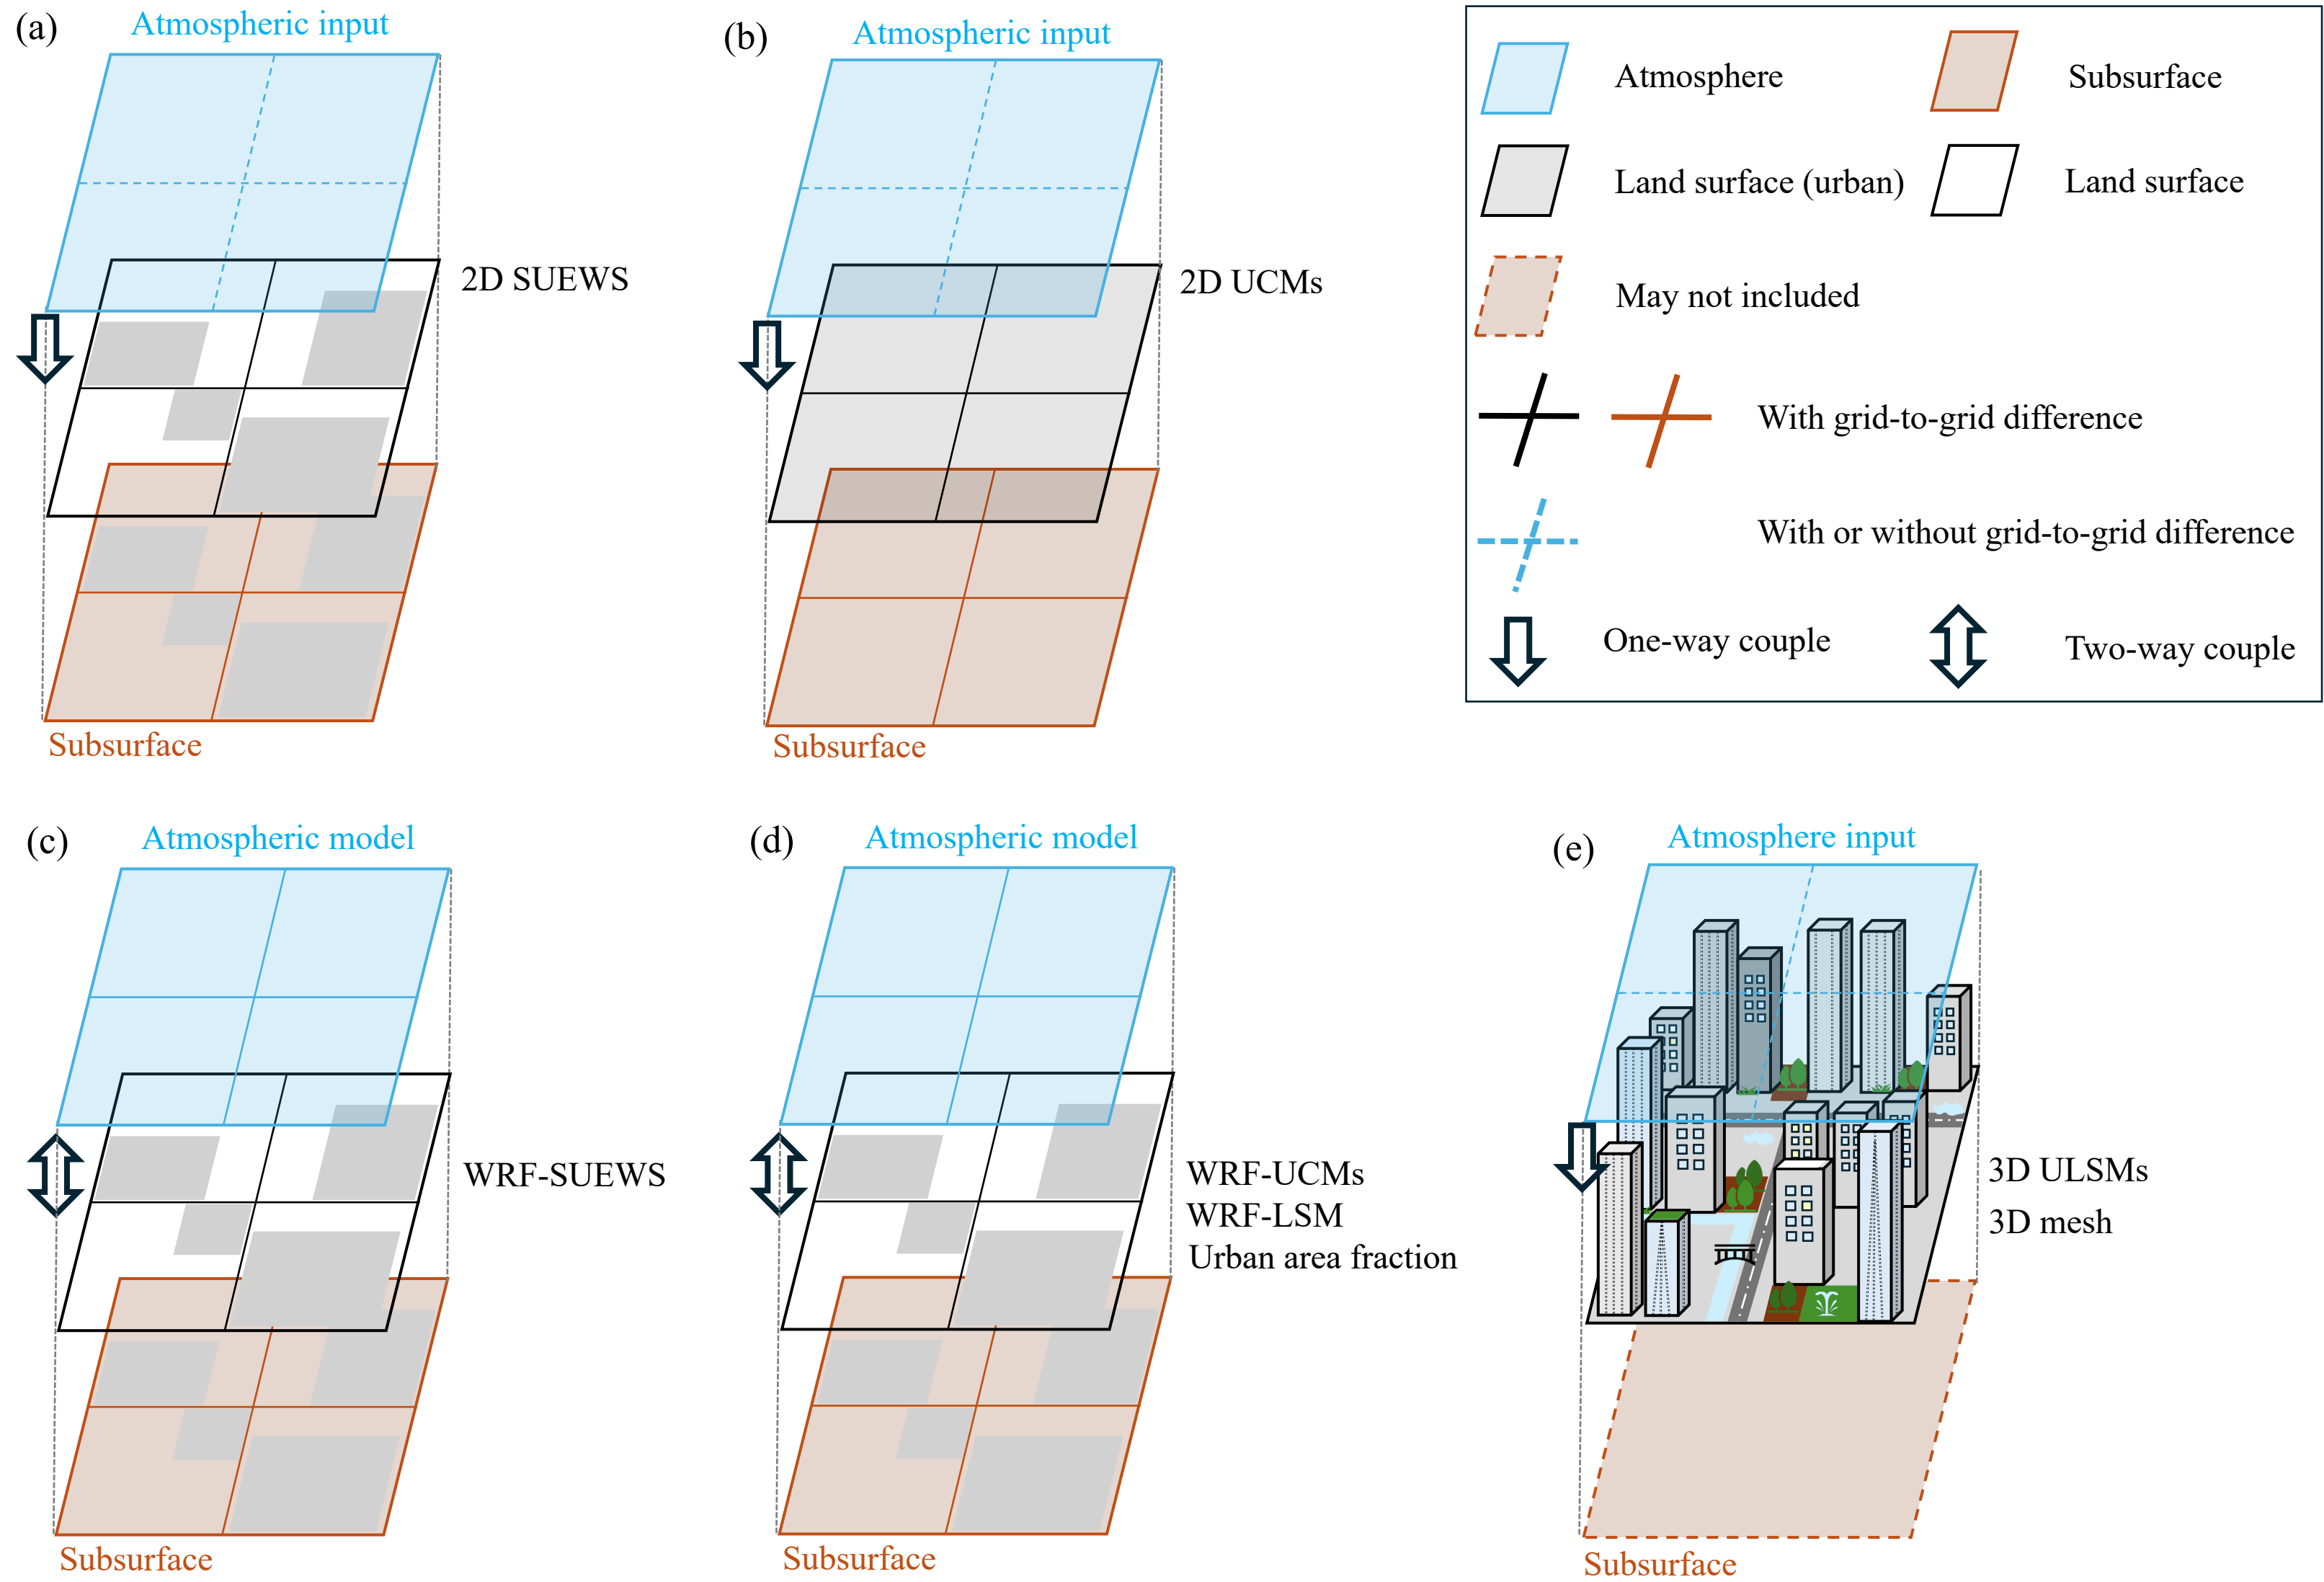 (a)
Atmospheric input
2D SUEWS
Subsurface
(b)
Atmospheric input
2D UCMs
Subsurface
Atmosphere
Subsurface
Land surface (urban)
Land surface
May not included
With grid-to-grid difference
With or without grid-to-grid difference
One-way couple
Two-way couple
(c)
Atmospheric model
WRF-SUEWS
Subsurface
(d)
Atmospheric model
WRF-UCMs
WRF-LSM
Urban area fraction
Subsurface
(e)
Atmosphere input
3D ULSMs
3D mesh
Subsurface